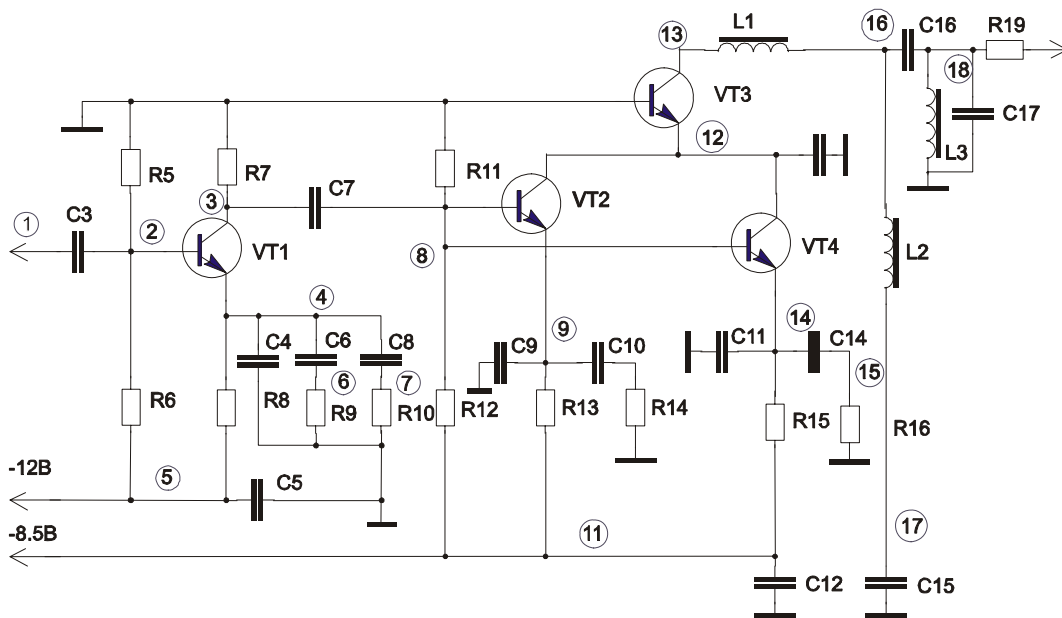 13
L1
16
C16
R19
VT3
18
C17
R5
R7
R11
12
L3
C7
VT2
1
C3
2
3
VT1
8
VT4
L2
4
C4
C6
C8
9
C9
C10
C11
14
C14
6
7
15
R6
R8
R9
R10
R12
R13
R14
R15
R16
-12В
5
C5
-8.5В
11
17
C12
C15